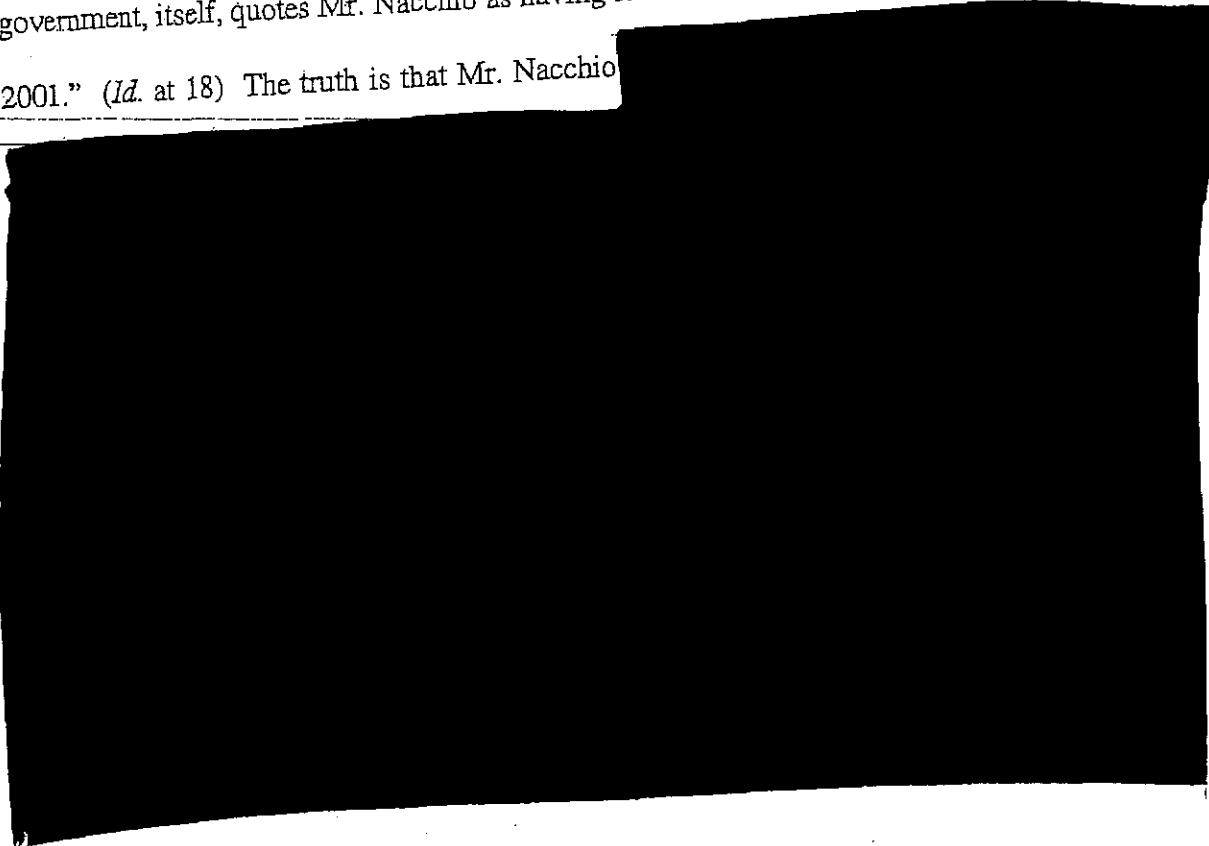 government, itself, quotes Mr. Nacchio as having
2001.” (Id. at 18) The truth is that Mr. Nacchio